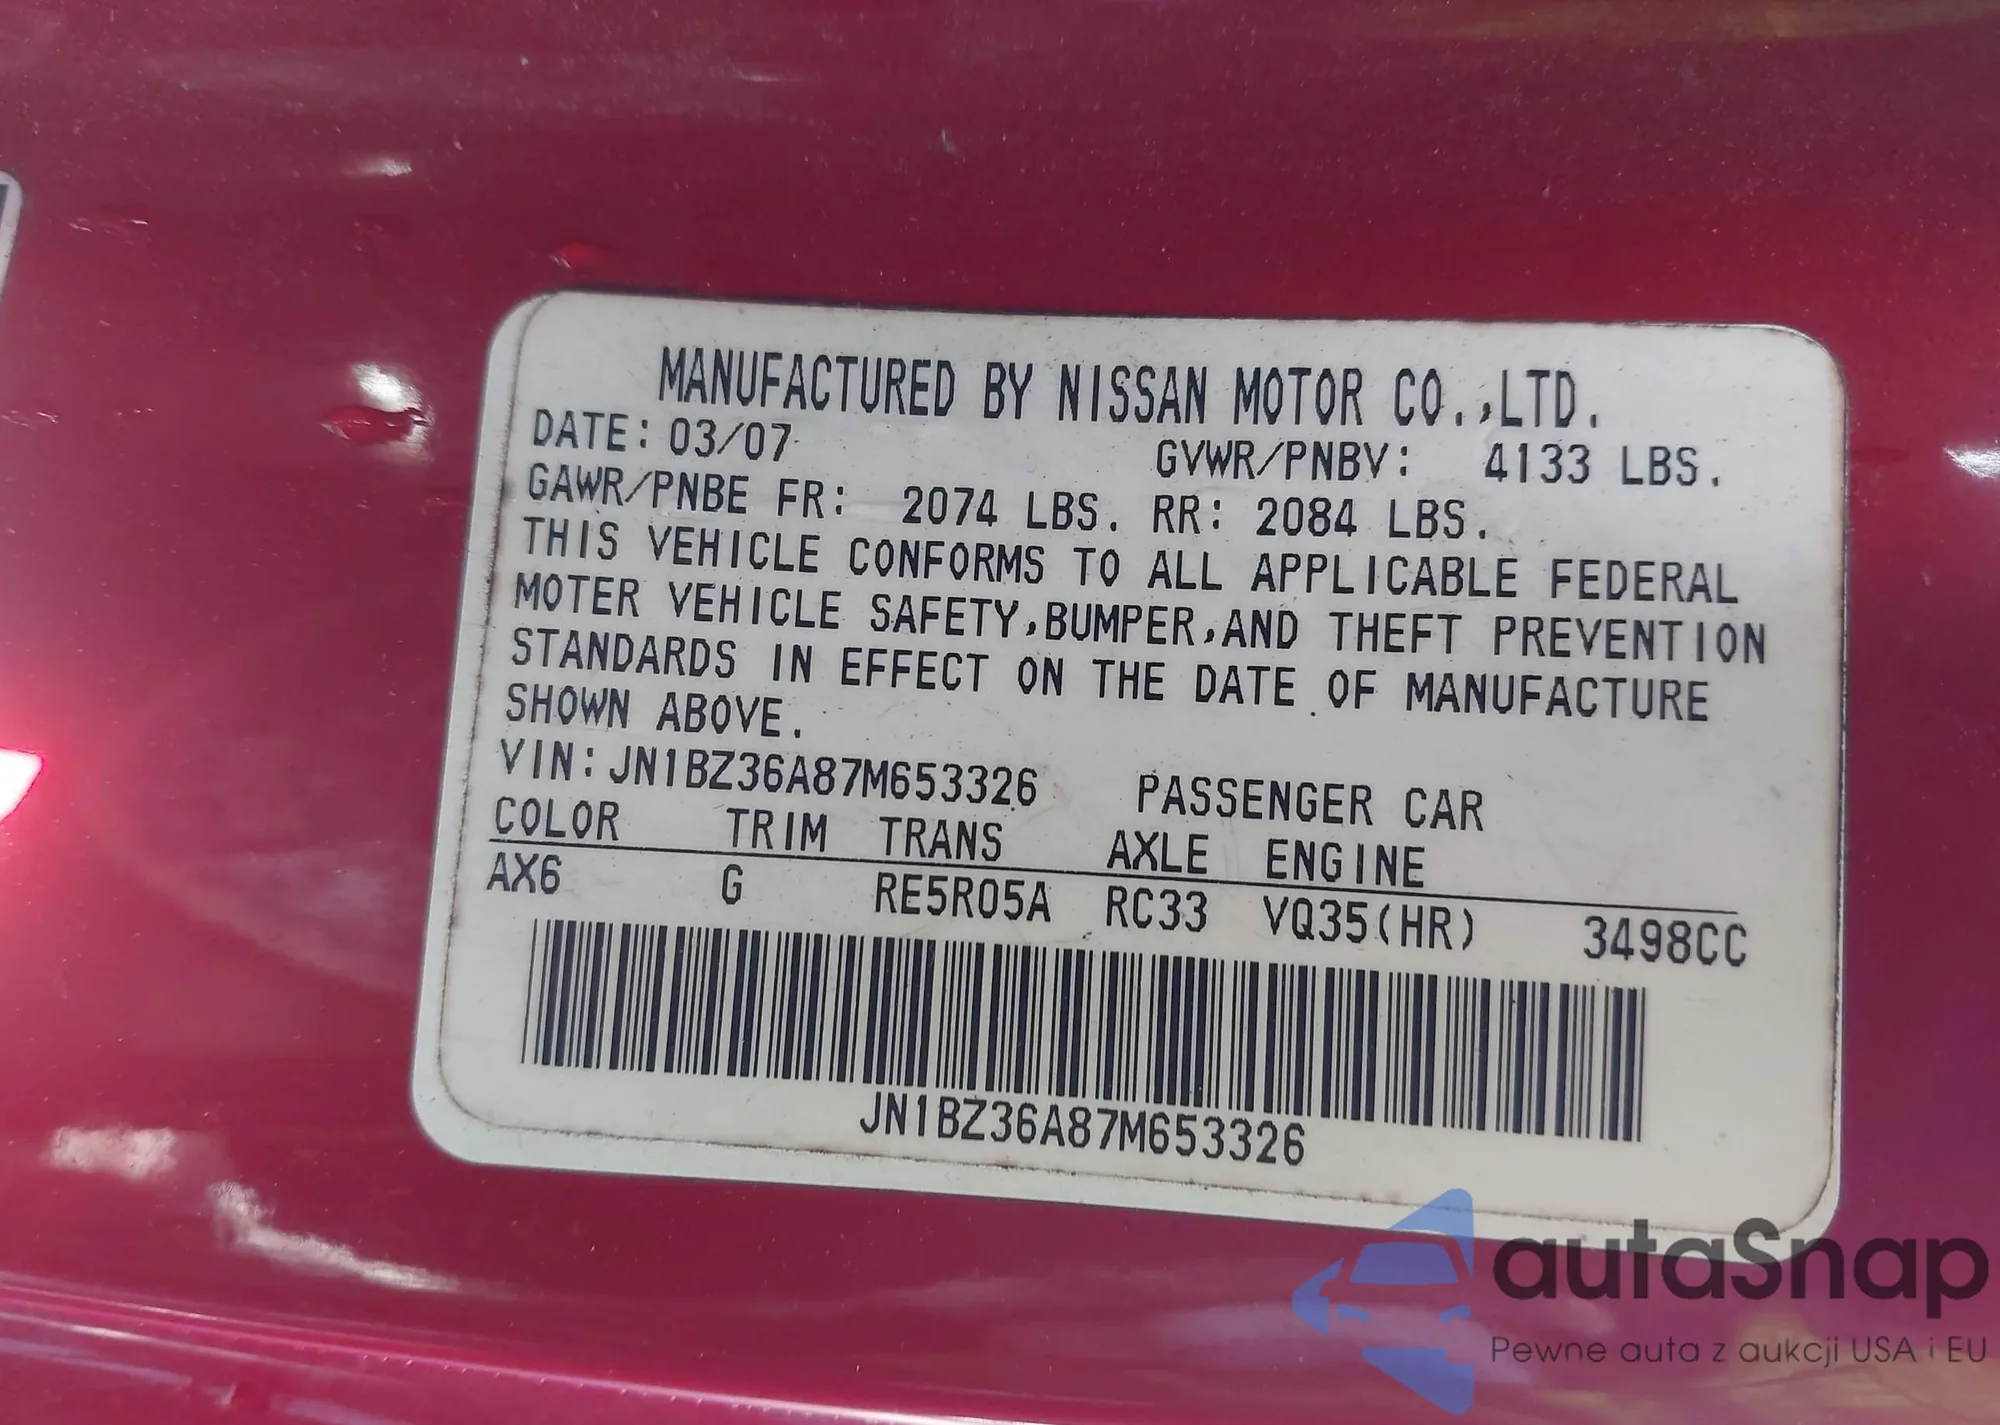 MANUFACTURED BY NISSAN MOTOR CO.,LTD.
DATE: 03/07 GVWR/PNBV: 4133 LBS.
GAWR/PNBE FR: 2074 LBS. RR: 2084 LBS.
THIS VEHICLE CONFORMS TO ALL APPLICABLE FEDERAL
MOTER VEHICLE SAFETY,BUMPER,AND THEFT PREVENTION
STANDARDS IN EFFECT ON THE DATE OF MANUFACTURE
SHOWN ABOVE.
VIN:JN1BZ36A87M653326 PASSENGER CAR
COLOR TRIM TRANS AXLE ENGINE
AX6 G RE5R05A RC33 VQ35(HR) 3498CC
JN1BZ36A87M653326
autaSnap
Pewne auta z aukcji USA i EU